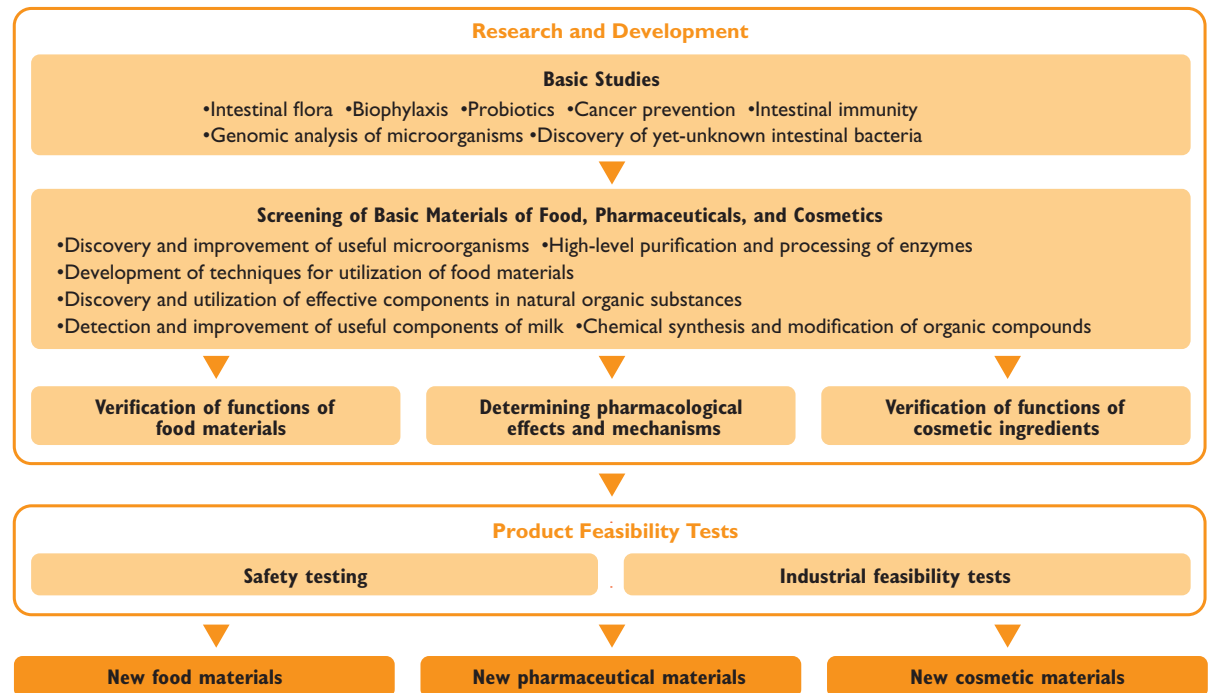 Research and Development
Basic Studies
•Intestinal flora •Biophylaxis •Probiotics •Cancer prevention •Intestinal immunity
•Genomic analysis of microorganisms •Discovery of yet-unknown intestinal bacteria
Screening of Basic Materials of Food, Pharmaceuticals, and Cosmetics
•Discovery and improvement of useful microorganisms •High-level purification and processing of enzymes
•Development of techniques for utilization of food materials
•Discovery and utilization of effective components in natural organic substances
•Detection and improvement of useful components of milk •Chemical synthesis and modification of organic compounds
Verification of functions of
food materials
Determining pharmacological
effects and mechanisms
Verification of functions of
cosmetic ingredients
Product Feasibility Tests
Safety testing
Industrial feasibility tests
New food materials
New pharmaceutical materials
New cosmetic materials